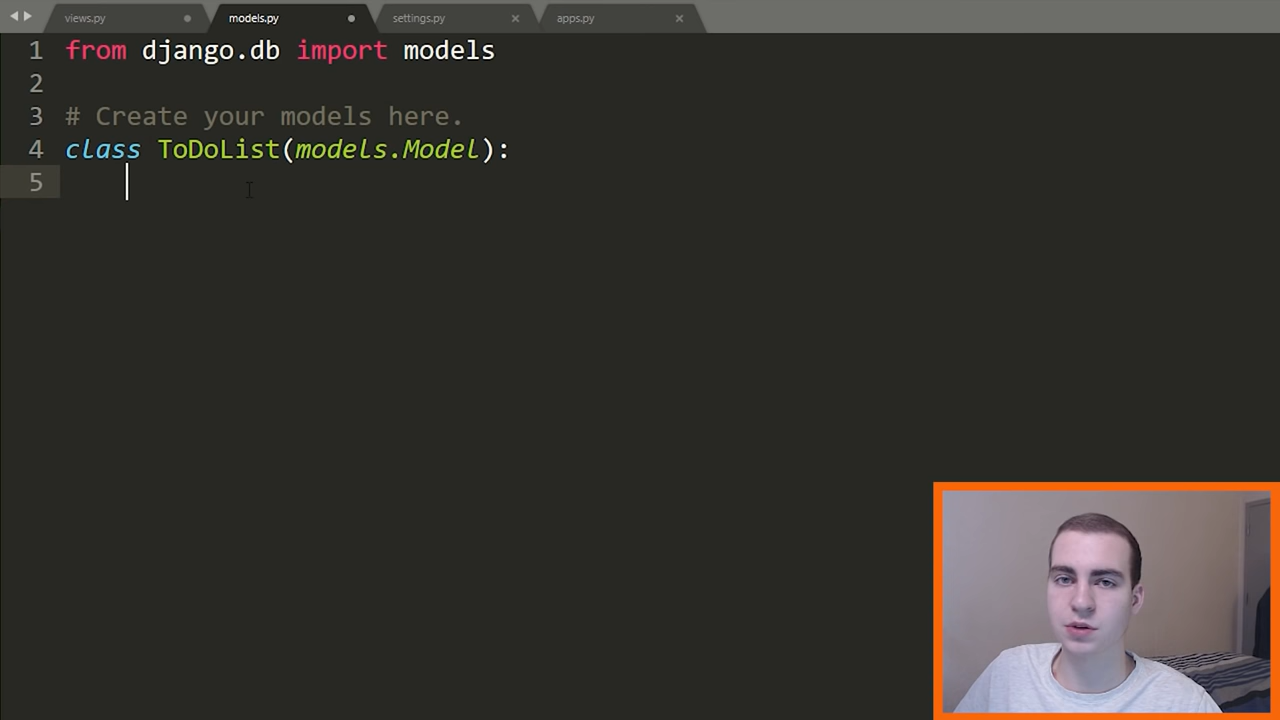 views.py models.py settings.py apps.py
1 from django.db import models
2
3 # Create your models here.
4 class ToDoList(models.Model):
5